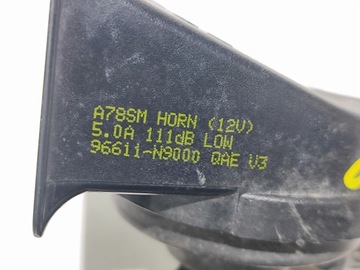 A78SM HORN (12V)
5.0A 111dB LOW
96611-N9000 QAE V3